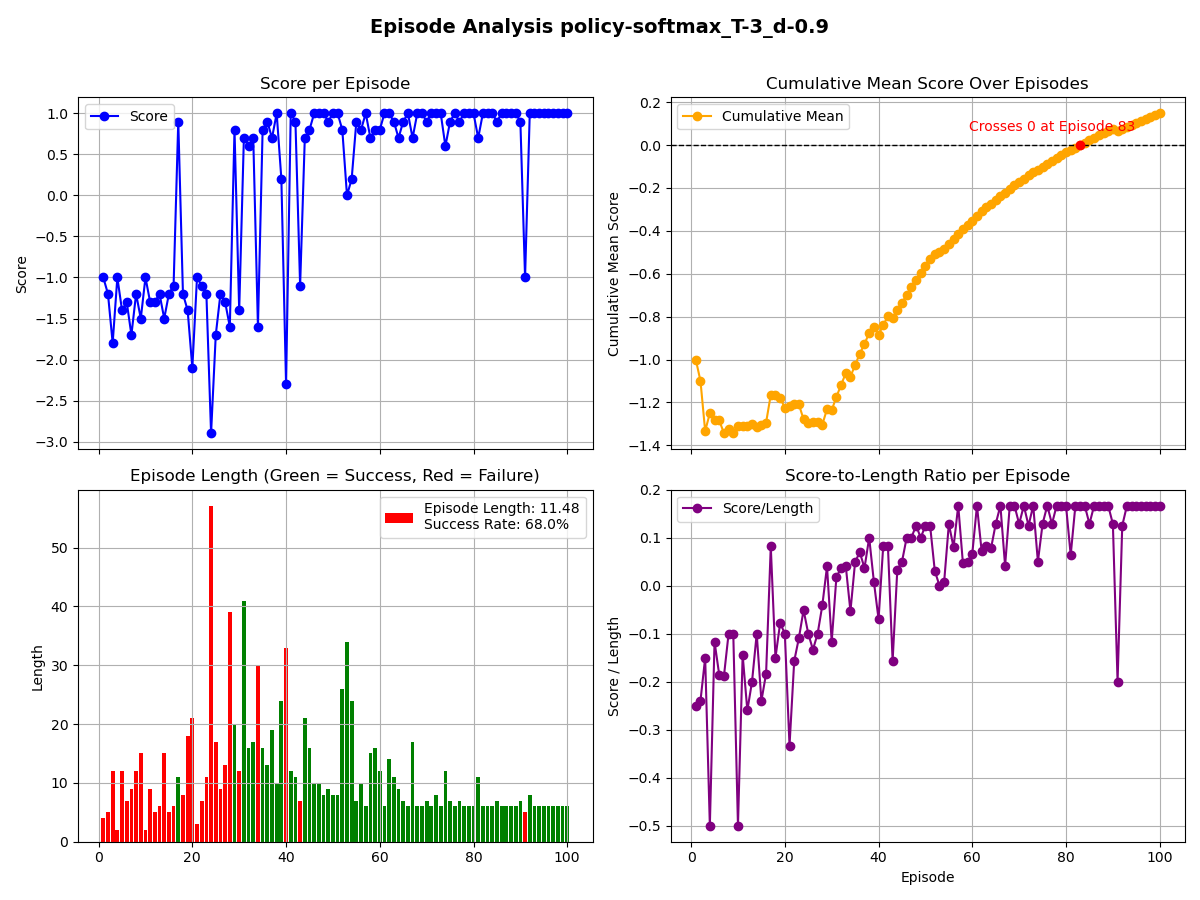 Episode Analysis policy-softmax_T-3_d-0.9
Score per Episode
Score
1.0
0.5
0.0
−0.5
−1.0
−1.5
−2.0
−2.5
−3.0
Score
Cumulative Mean Score Over Episodes
Cumulative Mean
Crosses 0 at Episode 83
0.2
0.0
−0.2
−0.4
−0.6
−0.8
−1.0
−1.2
−1.4
Cumulative Mean Score
Episode Length (Green = Success, Red = Failure)
Episode Length: 11.48
Success Rate: 68.0%
50
40
30
20
10
0
Length
0 20 40 60 80 100
Score-to-Length Ratio per Episode
Score/Length
0.2
0.1
0.0
−0.1
−0.2
−0.3
−0.4
−0.5
Score / Length
0 20 40 60 80 100
Episode